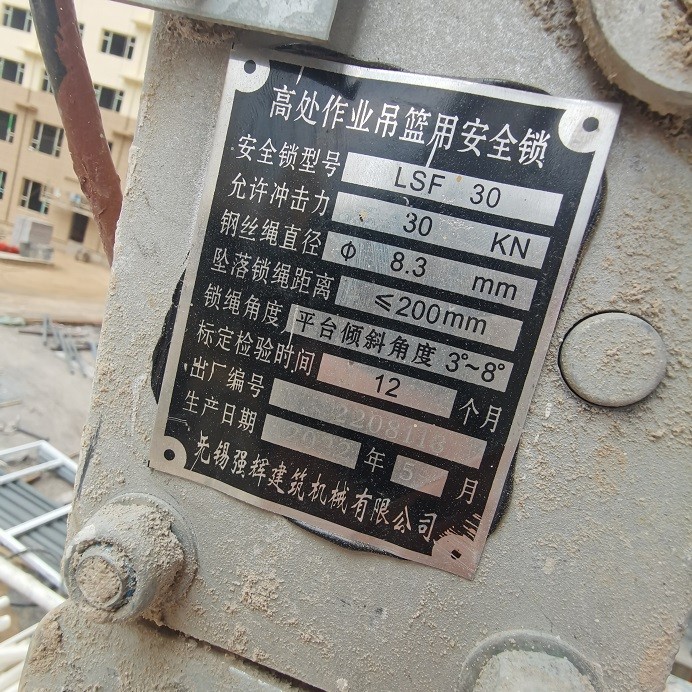 高处作业吊篮用安全锁
安全锁型号 LSF 30
允许冲击力 30 KN
钢丝绳直径 Φ 8.3 mm
坠落锁绳距离 ≤200mm
锁绳角度 平台倾斜角度 3°~8°
标定检验时间 12 个月
出厂编号 2208113
生产日期 2022 年 5 月
无锡强辉建筑机械有限公司